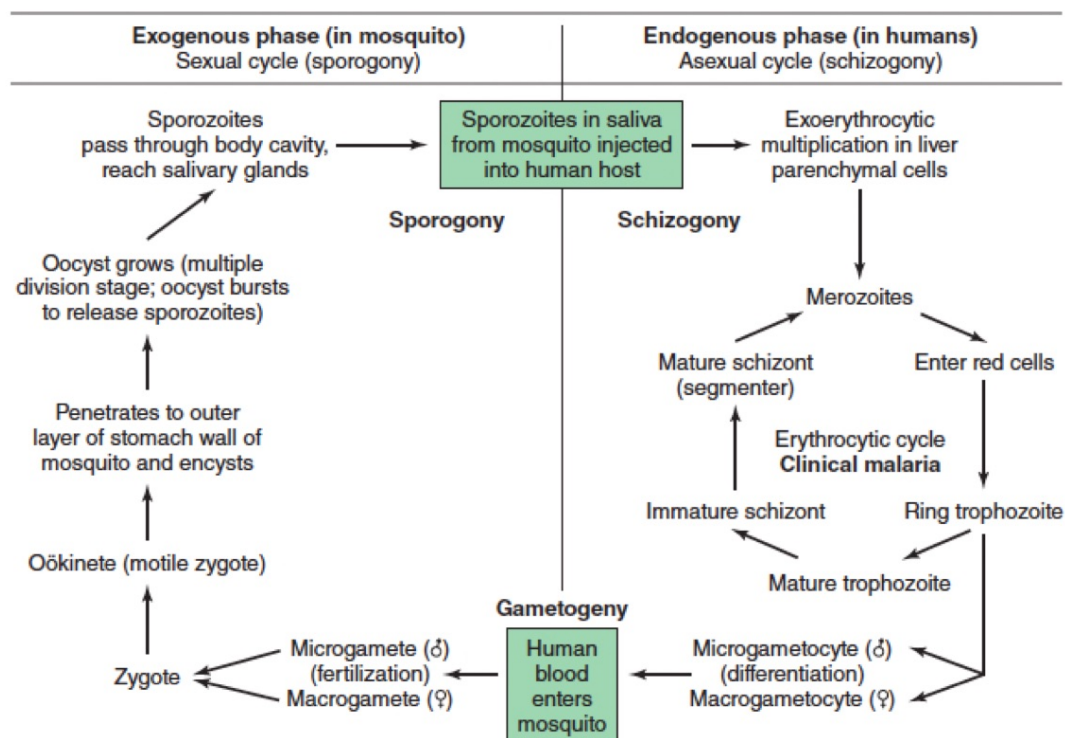 Exogenous phase (in mosquito)
Sexual cycle (sporogony)
Endogenous phase (in humans)
Asexual cycle (schizogony)
Sporozoites
pass through body cavity,
reach salivary glands
Sporozoites in saliva
from mosquito injected
into human host
Exoerythrocytic
multiplication in liver
parenchymal cells
Sporogony
Schizogony
Oocyst grows (multiple
division stage; oocyst bursts
to release sporozoites)
Merozoites
Mature schizont
(segmenter)
Enter red cells
Penetrates to outer
layer of stomach wall of
mosquito and encysts
Erythrocytic cycle
Clinical malaria
Immature schizont
Ring trophozoite
Oökinete (motile zygote)
Mature trophozoite
Gametogeny
Zygote
Microgamete (♂)
(fertilization)
Macrogamete (♀)
Human
blood
enters
mosquito
Microgametocyte (♂)
(differentiation)
Macrogametocyte (♀)